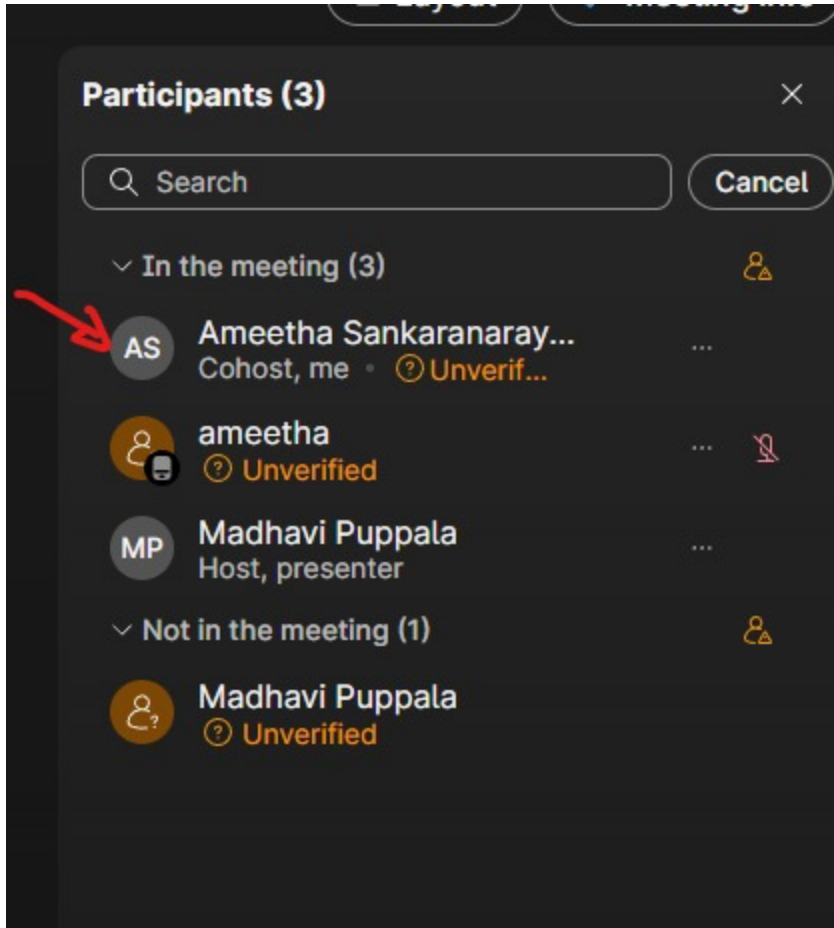 Participants (3)
Search
Cancel
In the meeting (3)
AS
Ameetha Sankaranaray...
Cohost, me • Unverif...
ameetha
Unverified
MP
Madhavi Puppala
Host, presenter
Not in the meeting (1)
Madhavi Puppala
Unverified